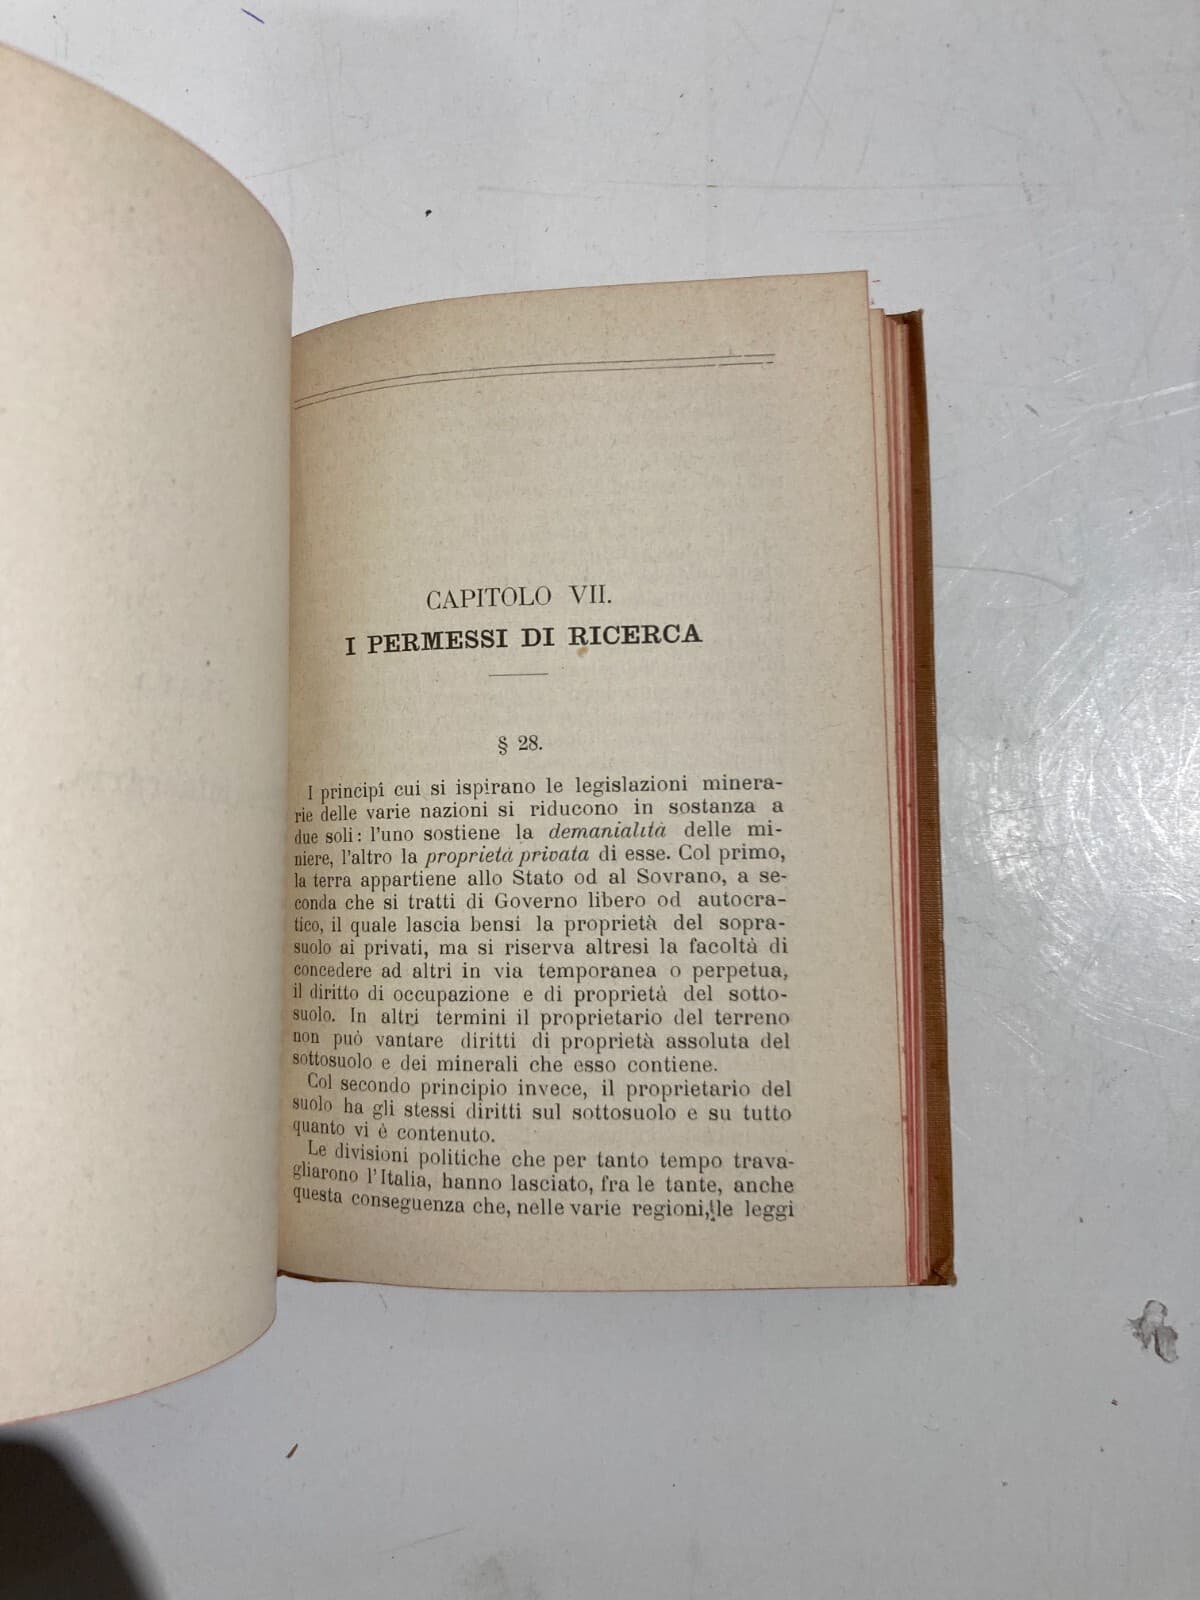 CAPITOLO VII.
I PERMESSI DI RICERCA
§ 28.
I principî cui si ispirano le legislazioni minera-
rie delle varie nazioni si riducono in sostanza a
due soli: l'uno sostiene la demanialità delle mi-
niere, l'altro la proprietà privata di esse. Col primo,
la terra appartiene allo Stato od al Sovrano, a se-
conda che si tratti di Governo libero od autocra-
tico, il quale lascia bensi la proprietà del sopra-
suolo ai privati, ma si riserva altresi la facoltà di
concedere ad altri in via temporanea o perpetua,
il diritto di occupazione e di proprietà del sotto-
suolo. In altri termini il proprietario del terreno
non può vantare diritti di proprietà assoluta del
sottosuolo e dei minerali che esso contiene.
Col secondo principio invece, il proprietario del
suolo ha gli stessi diritti sul sottosuolo e su tutto
quanto vi è contenuto.
Le divisioni politiche che per tanto tempo trava-
gliarono l'Italia, hanno lasciato, fra le tante, anche
questa conseguenza che, nelle varie regioni, le leggi